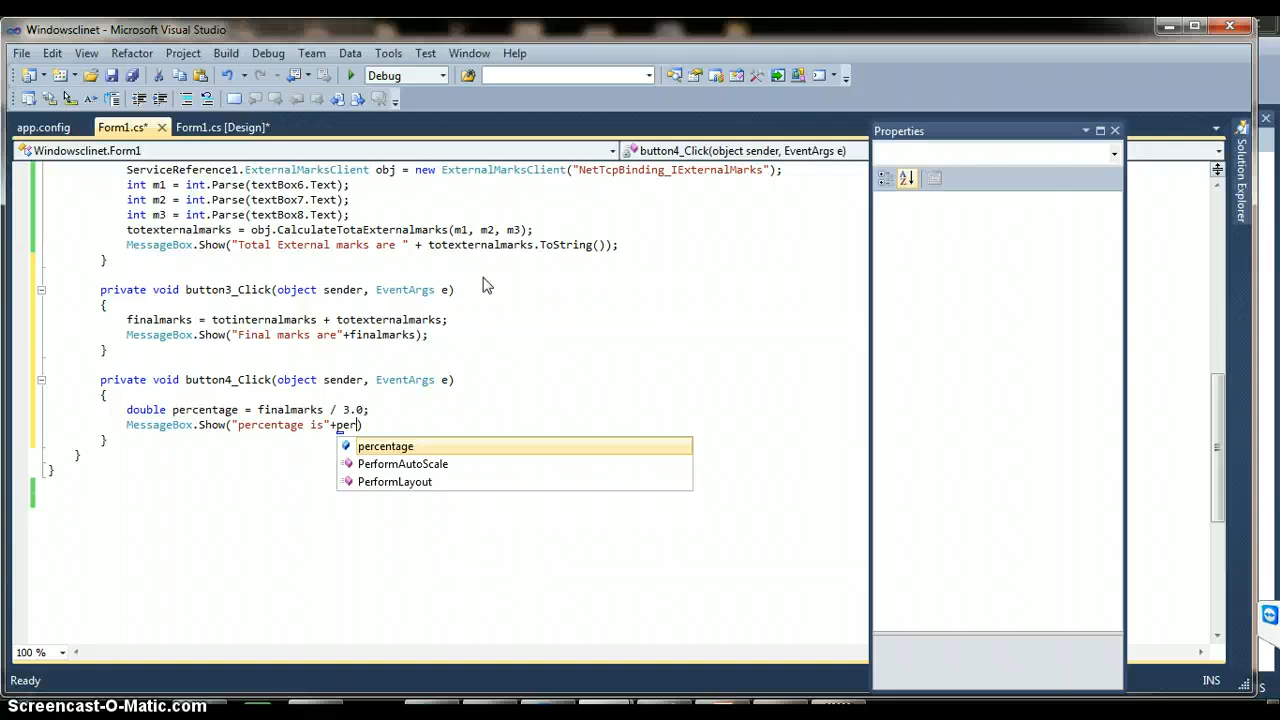 Windowsclinet - Microsoft Visual Studio
File Edit View Refactor Project Build Debug Team Data Tools Test Window Help
Debug
app.config Form1.cs* Form1.cs [Design]*
Windowsclinet.Form1 button4_Click(object sender, EventArgs e)
ServiceReference1.ExternalMarksClient obj = new ExternalMarksClient("NetTcpBinding_IExternalMarks");
int m1 = int.Parse(textBox6.Text);
int m2 = int.Parse(textBox7.Text);
int m3 = int.Parse(textBox8.Text);
totexternalmarks = obj.CalculateTotaExternalmarks(m1, m2, m3);
MessageBox.Show("Total External marks are " + totexternalmarks.ToString());
}
private void button3_Click(object sender, EventArgs e)
{
finalmarks = totinternalmarks + totexternalmarks;
MessageBox.Show("Final marks are"+finalmarks);
}
private void button4_Click(object sender, EventArgs e)
{
double percentage = finalmarks / 3.0;
MessageBox.Show("percentage is"+per)
}
}
}
percentage
PerformAutoScale
PerformLayout
Properties
Solution Explorer
100 %
Ready INS
Screencast-O-Matic.com